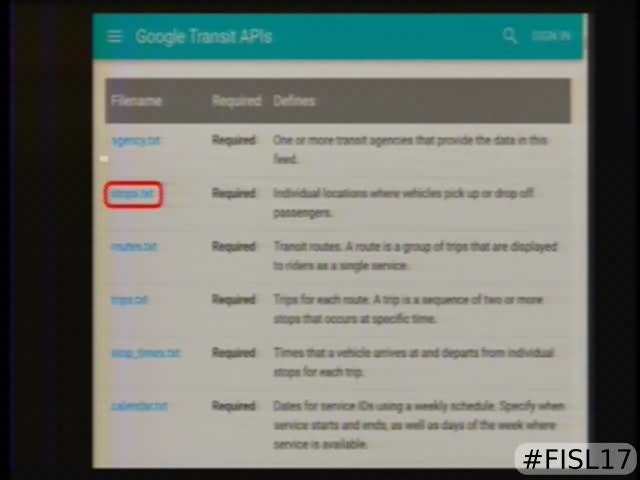 Google Transit APIs SIGN IN
Filename Required Defines
agency.txt Required One or more transit agencies that provide the data in this
feed.
stops.txt Required Individual locations where vehicles pick up or drop off
passengers.
routes.txt Required Transit routes. A route is a group of trips that are displayed
to riders as a single service.
trips.txt Required Trips for each route. A trip is a sequence of two or more
stops that occurs at specific time.
stop_times.txt Required Times that a vehicle arrives at and departs from individual
stops for each trip.
calendar.txt Required Dates for service IDs using a weekly schedule. Specify when
service starts and ends, as well as days of the week where
service is available.
#FISL17